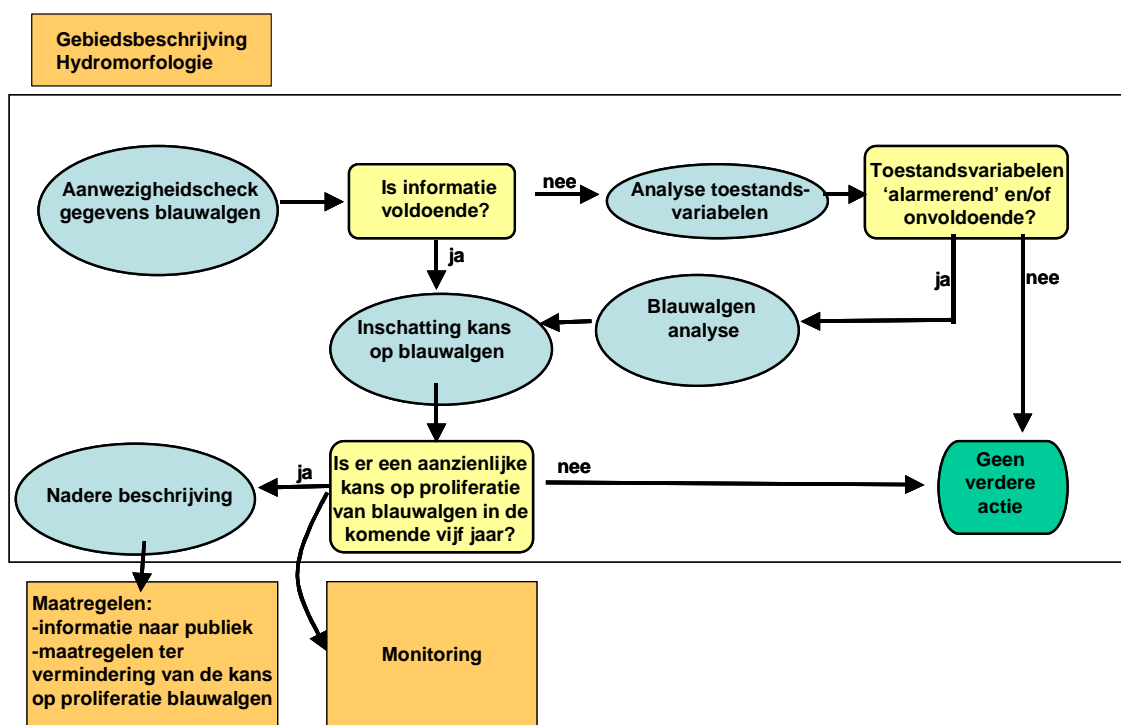 Gebiedsbeschrijving
Hydromorfologie
Aanwezigheidscheck
gegevens blauwalgen
Is informatie
voldoende?
nee
Analyse toestands-
variabelen
Toestandsvariabelen
‘alarmerend’ en/of
onvoldoende?
ja
ja
nee
Inschatting kans
op blauwalgen
Blauwalgen
analyse
Nadere beschrijving
ja
Is er een aanzienlijke
kans op proliferatie
van blauwalgen in de
komende vijf jaar?
nee
Geen
verdere
actie
Maatregelen:
-informatie naar publiek
-maatregelen ter
vermindering van de kans
op proliferatie blauwalgen
Monitoring